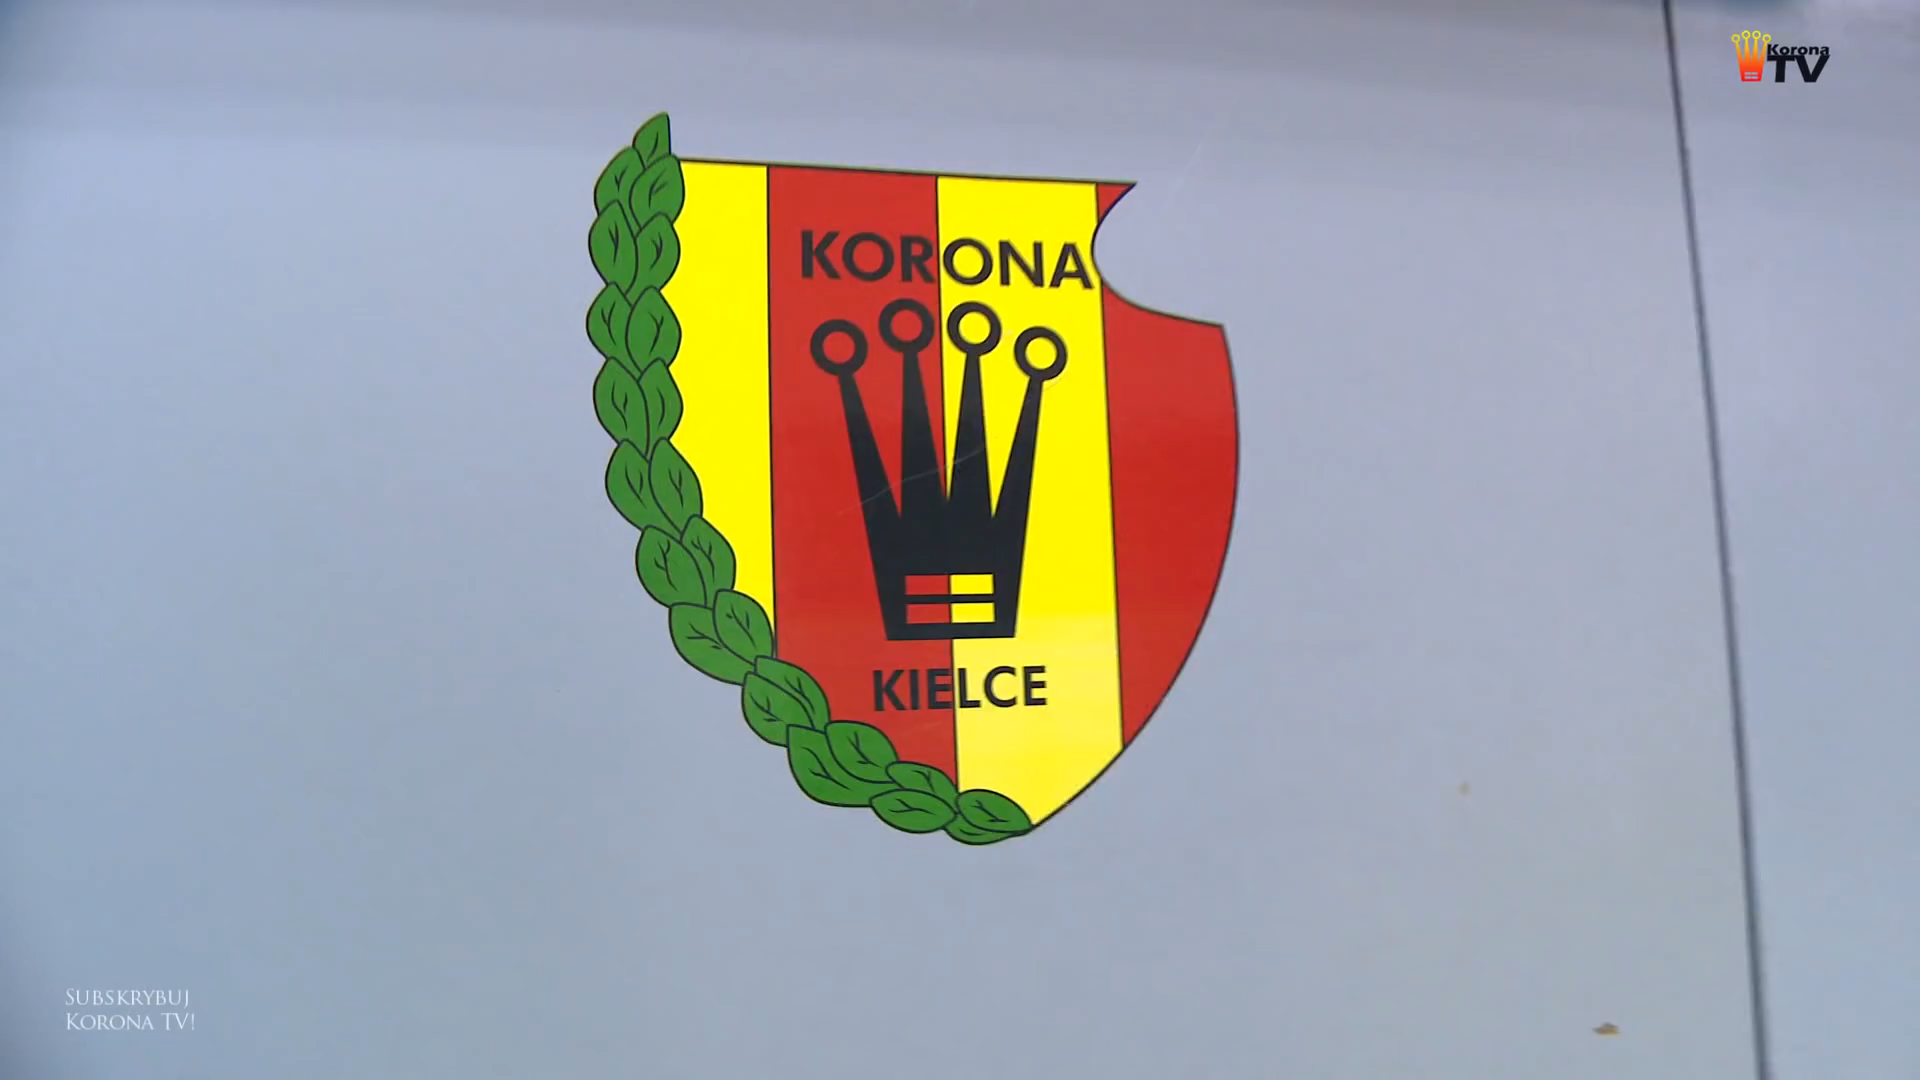 Korona
TV
KORONA
KIELCE
SUBSKRYBUJ
KORONA TV!